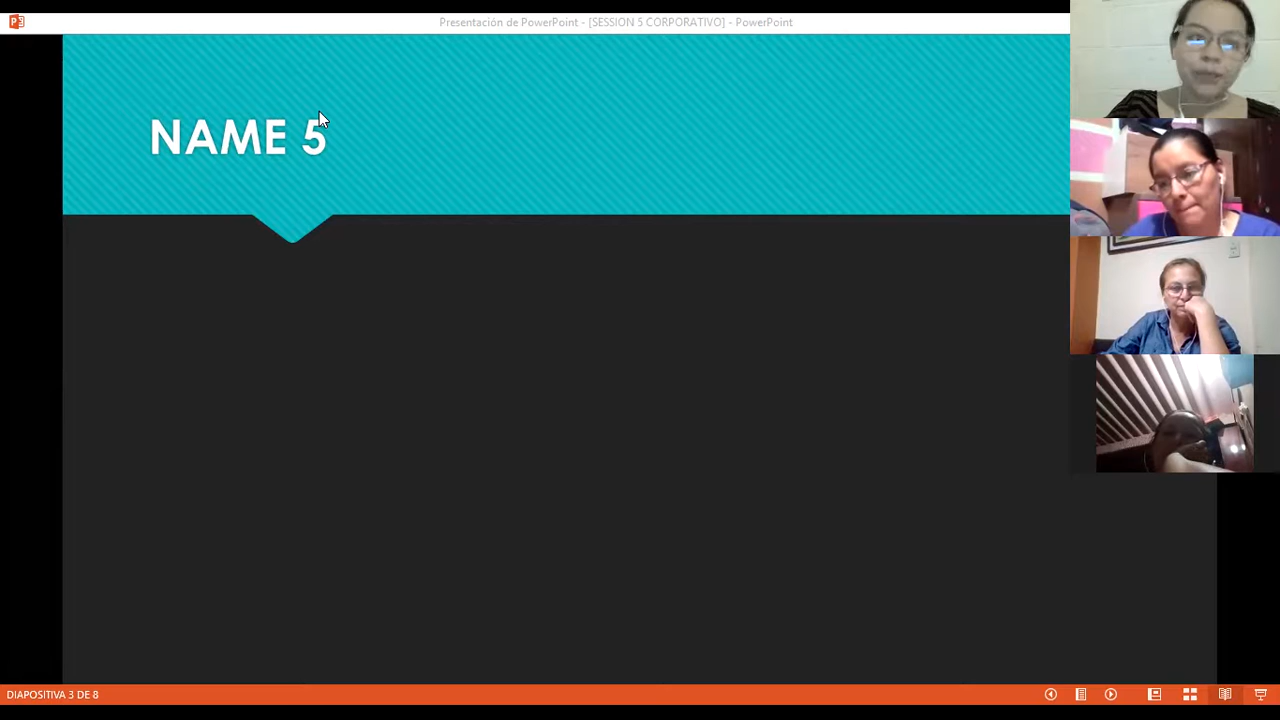 Presentación de PowerPoint - [SESSION 5 CORPORATIVO] - PowerPoint
NAME 5
DIAPOSITIVA 3 DE 8